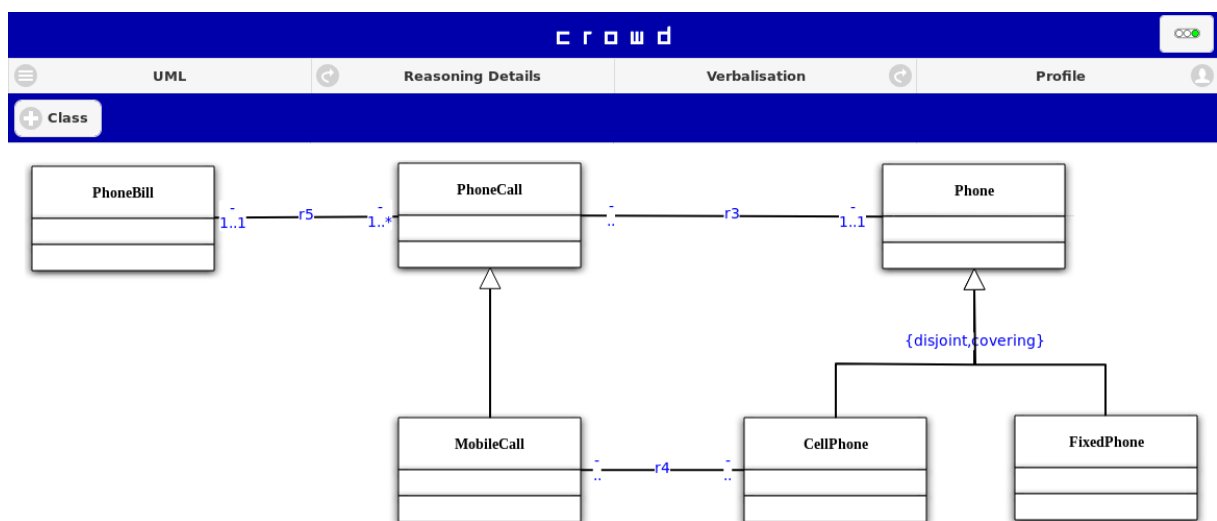 crowd
UML Reasoning Details Verbalisation Profile
Class
PhoneBill PhoneCall Phone
- r5 - - r3 -
1..1 1..* .. 1..1
{disjoint,covering}
MobileCall CellPhone FixedPhone
- r4 -
.. ..